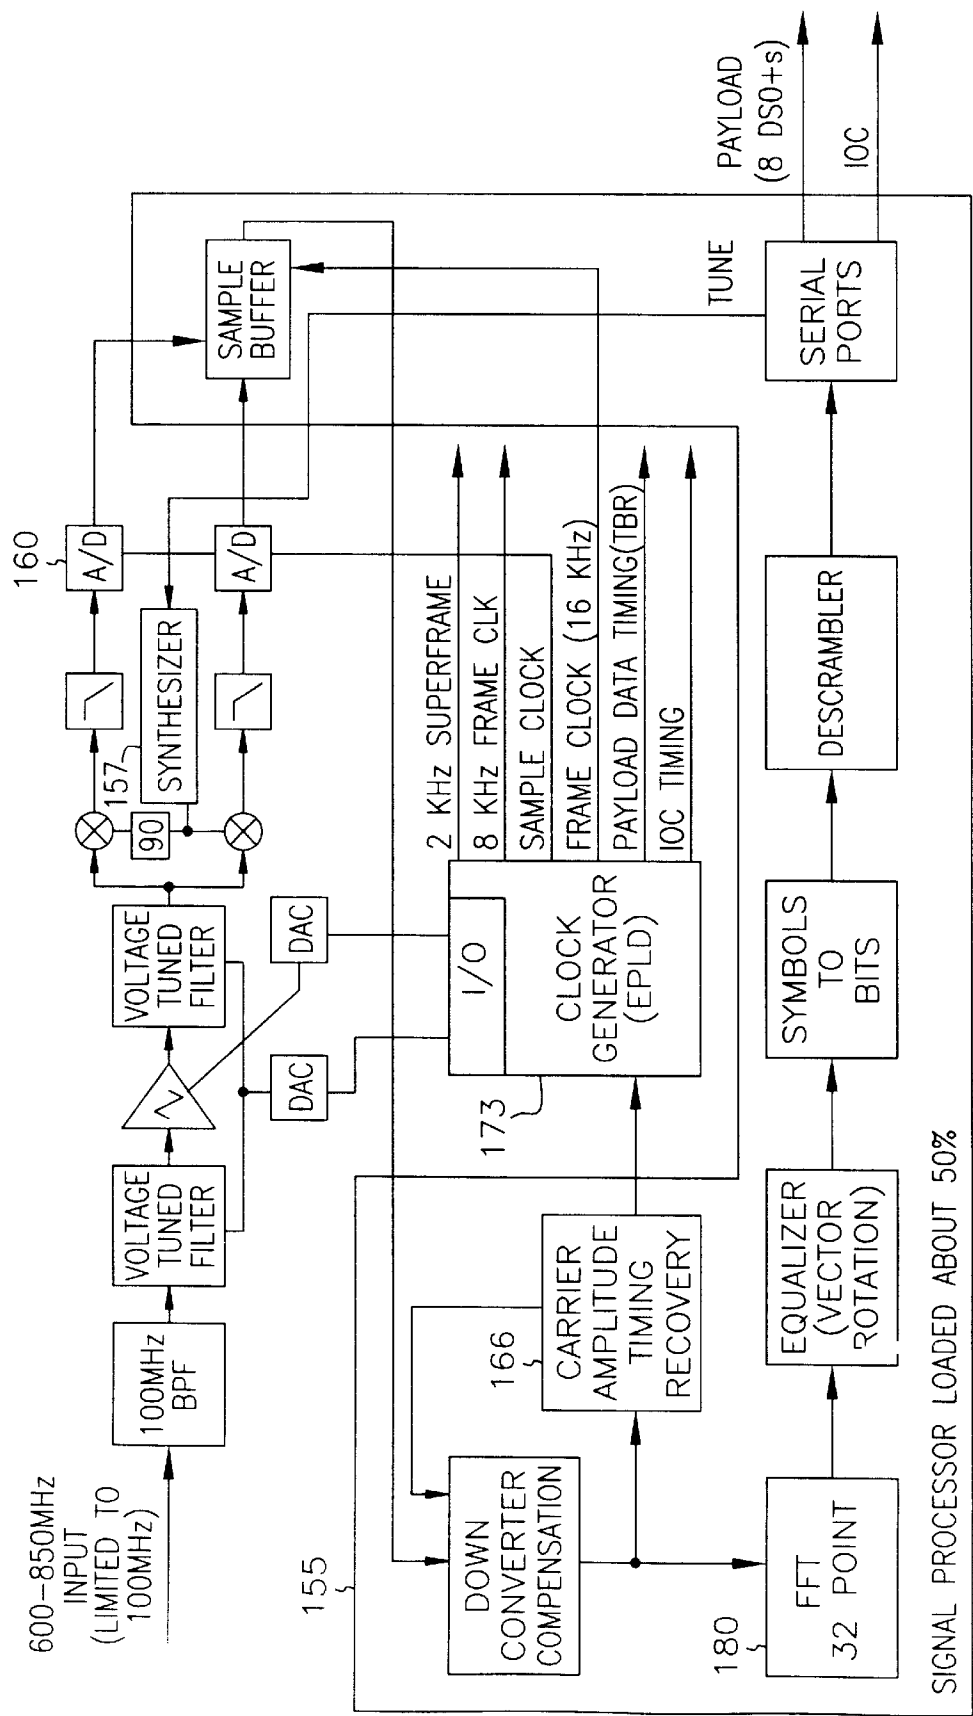 600-850MHz
INPUT
(LIMITED TO
100MHz)
100MHz
BPF
VOLTAGE
TUNED
FILTER
VOLTAGE
TUNED
FILTER
DAC
DAC
90
157
SYNTHESIZER
160
A/D
A/D
SAMPLE
BUFFER
155
DOWN
CONVERTER
COMPENSATION
166
CARRIER
AMPLITUDE
TIMING
RECOVERY
173
I/O
CLOCK
GENERATOR
(EPLD)
2 KHz SUPERFRAME
8 KHz FRAME CLK
SAMPLE CLOCK
FRAME CLOCK (16 KHz)
PAYLOAD DATA TIMING(TBR)
IOC TIMING
TUNE
180
FFT
32 POINT
EQUALIZER
(VECTOR
ROTATION)
SYMBOLS
TO
BITS
DESCRAMBLER
SERIAL
PORTS
PAYLOAD
(8 DS0+s)
IOC
SIGNAL PROCESSOR LOADED ABOUT 50%